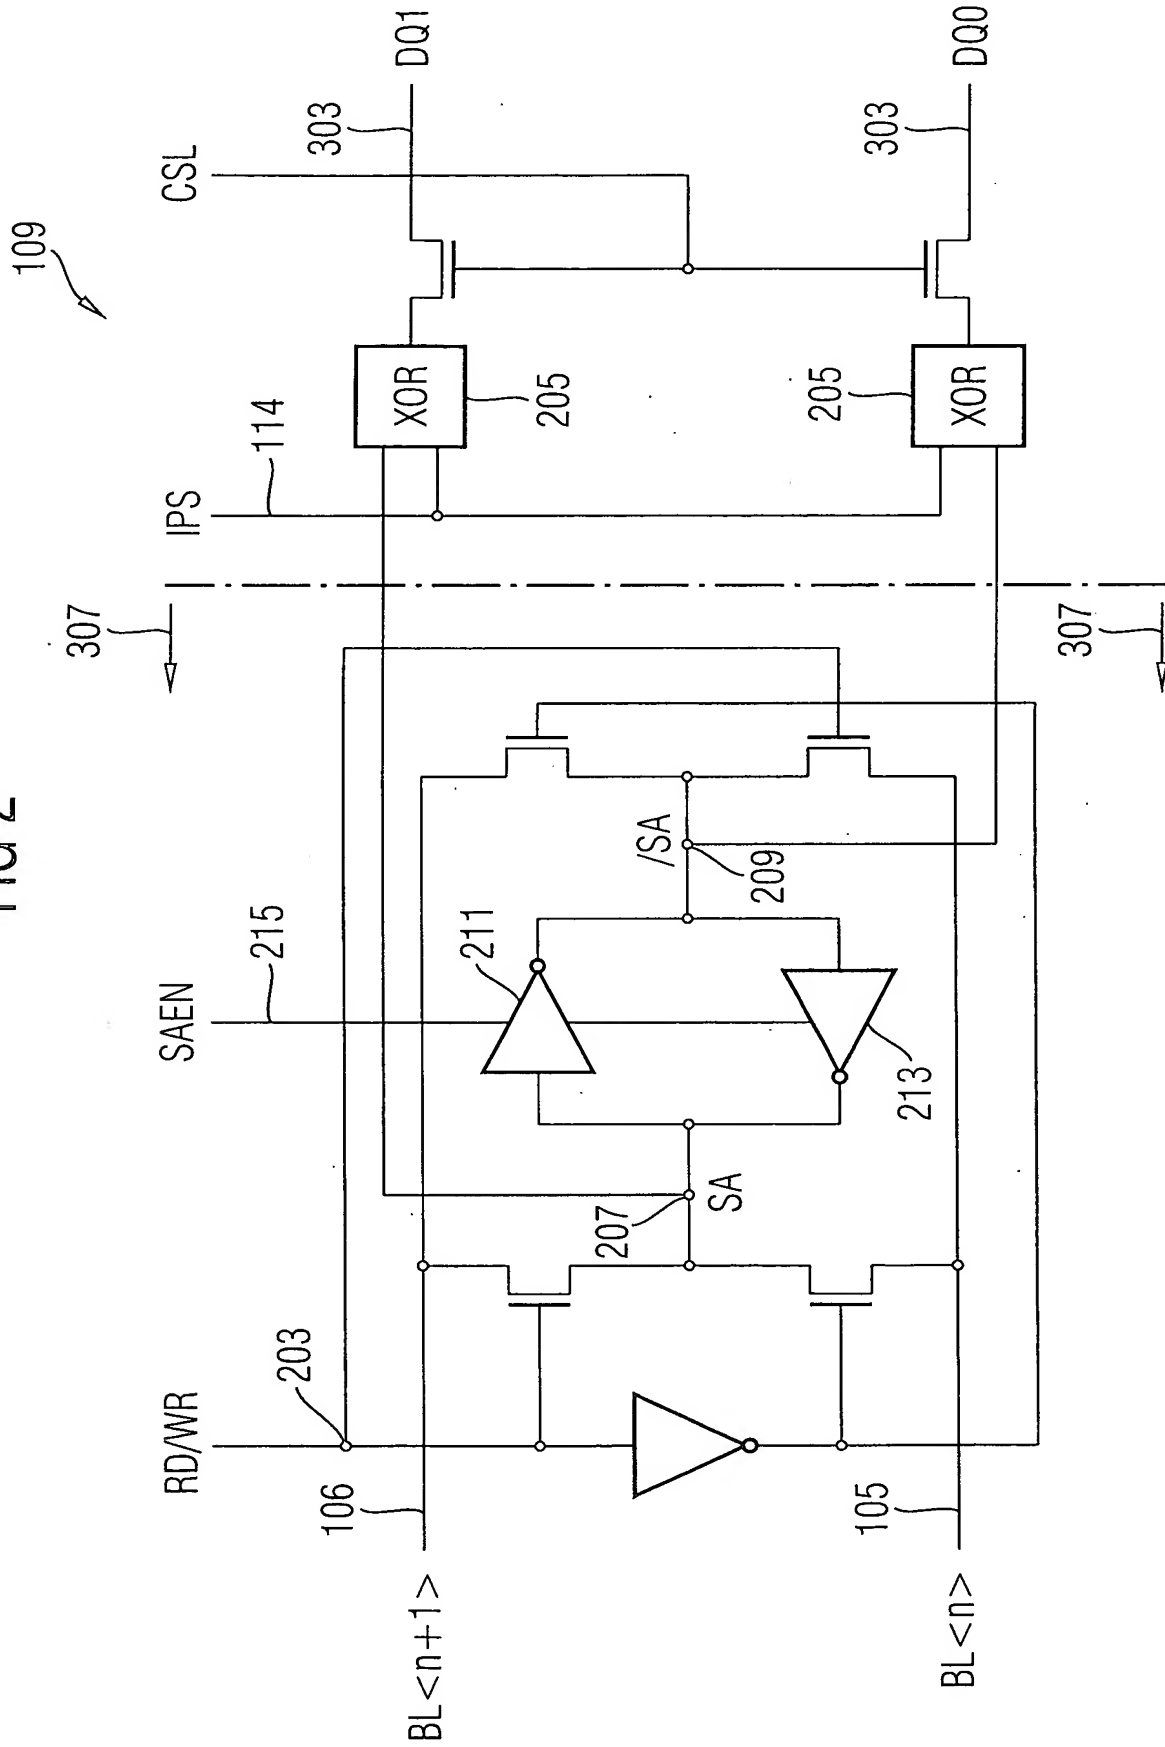 FIG 2
109
RD/WR
203
SAEN
215
307
IPS
114
CSL
BL<n+1>
106
303
DQ1
XOR
205
211
207
SA
/SA
209
213
BL<n>
105
XOR
205
303
DQ0
307